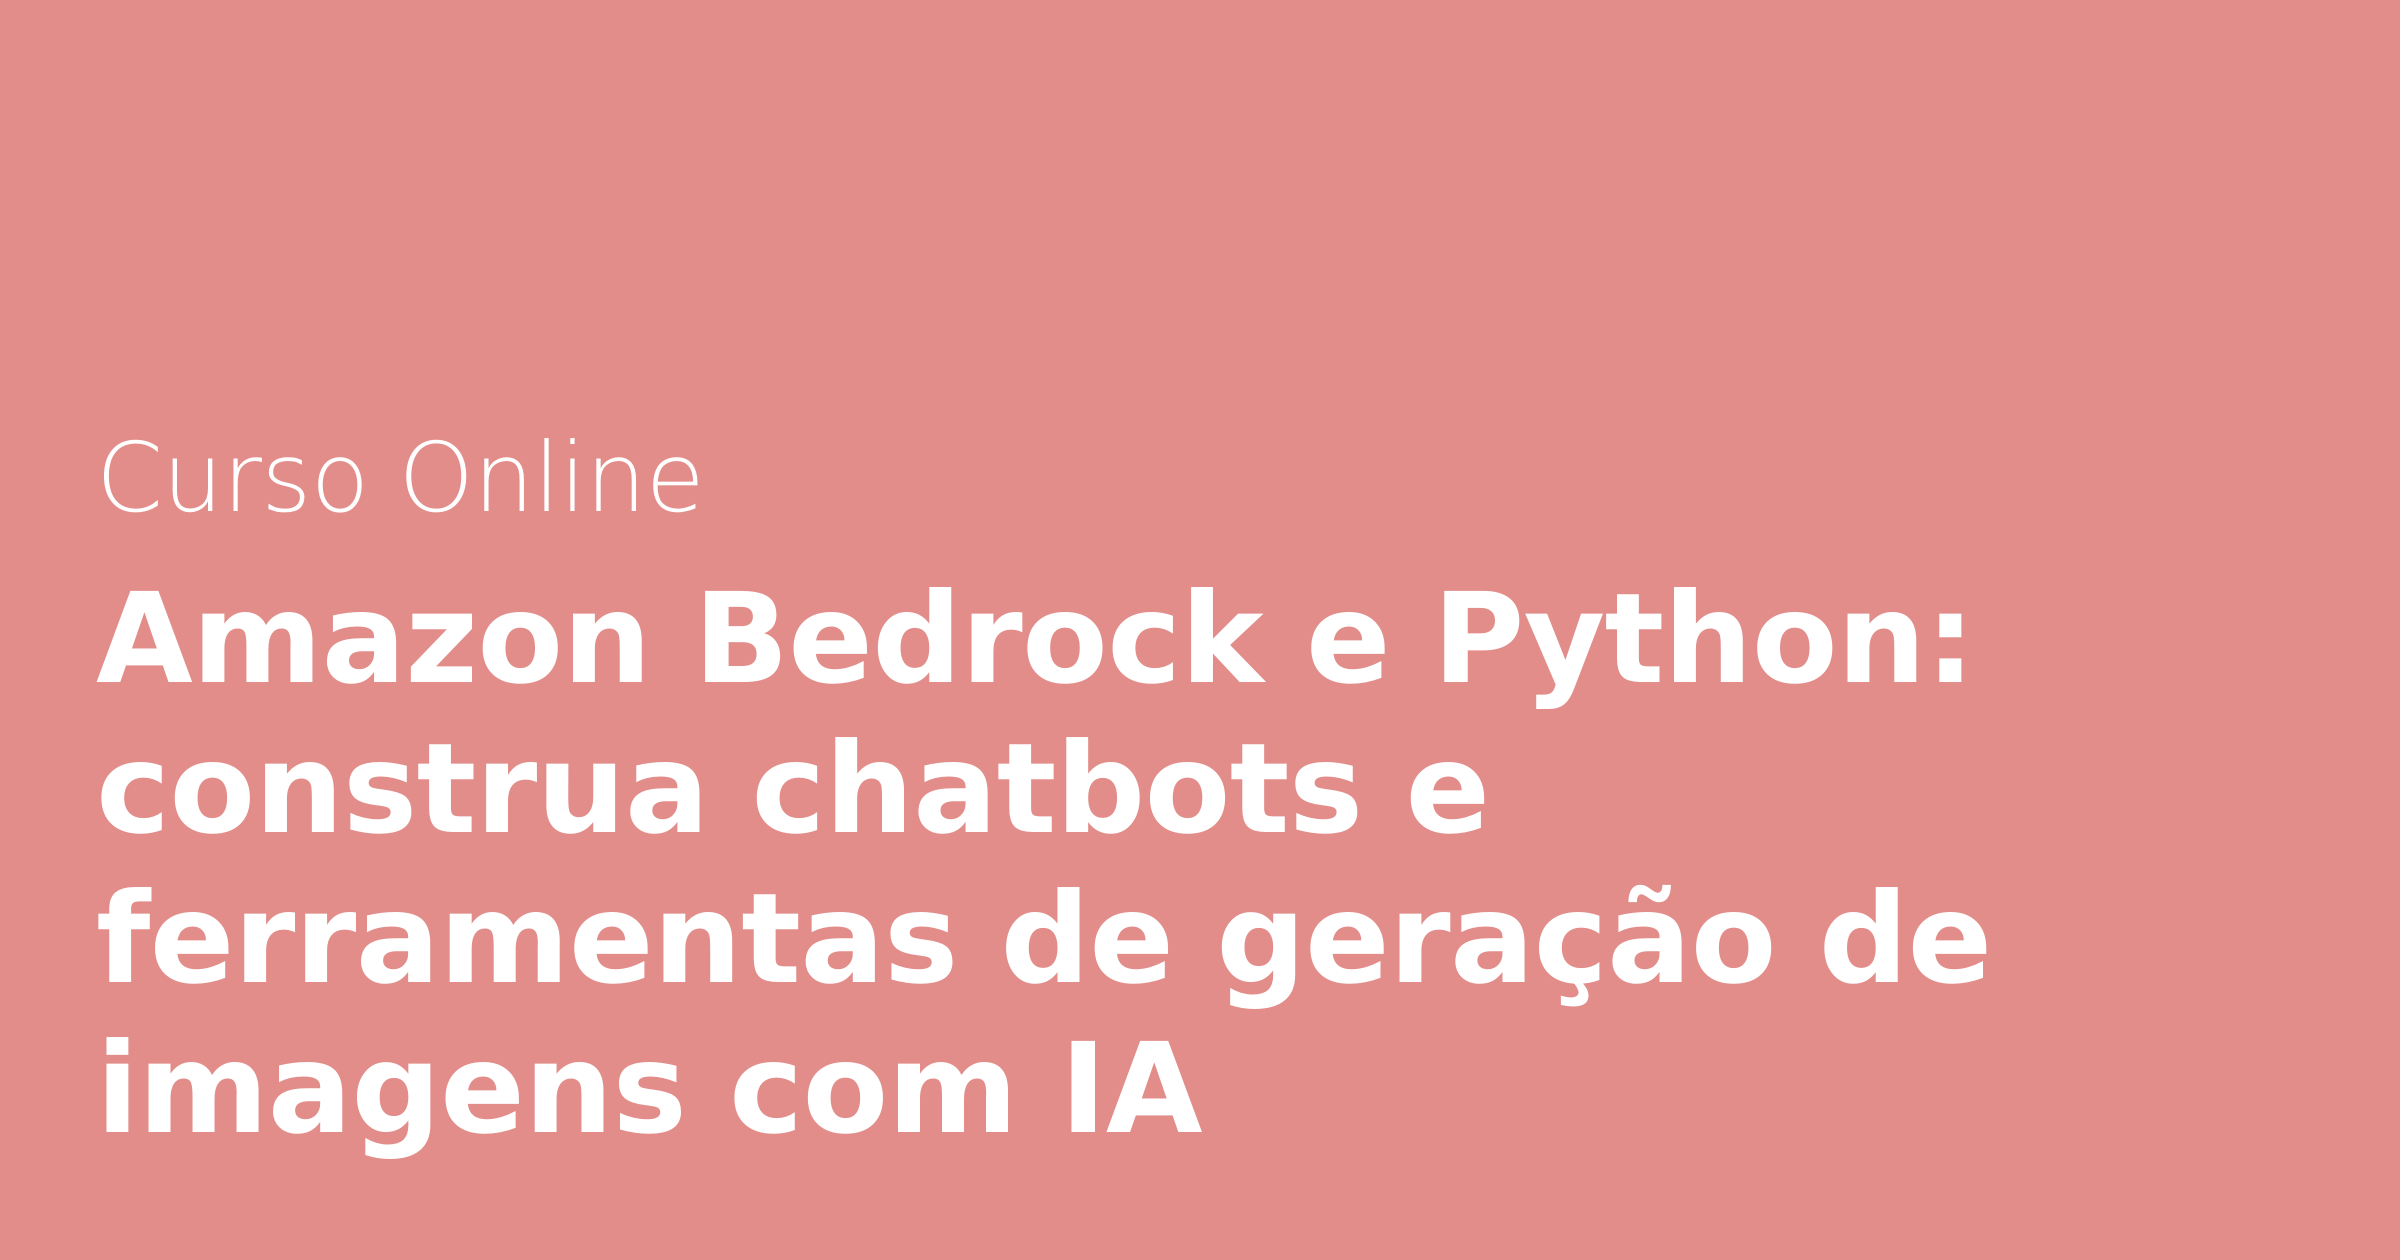 Curso Online
Amazon Bedrock e Python:
construa chatbots e
ferramentas de geração de
imagens com IA